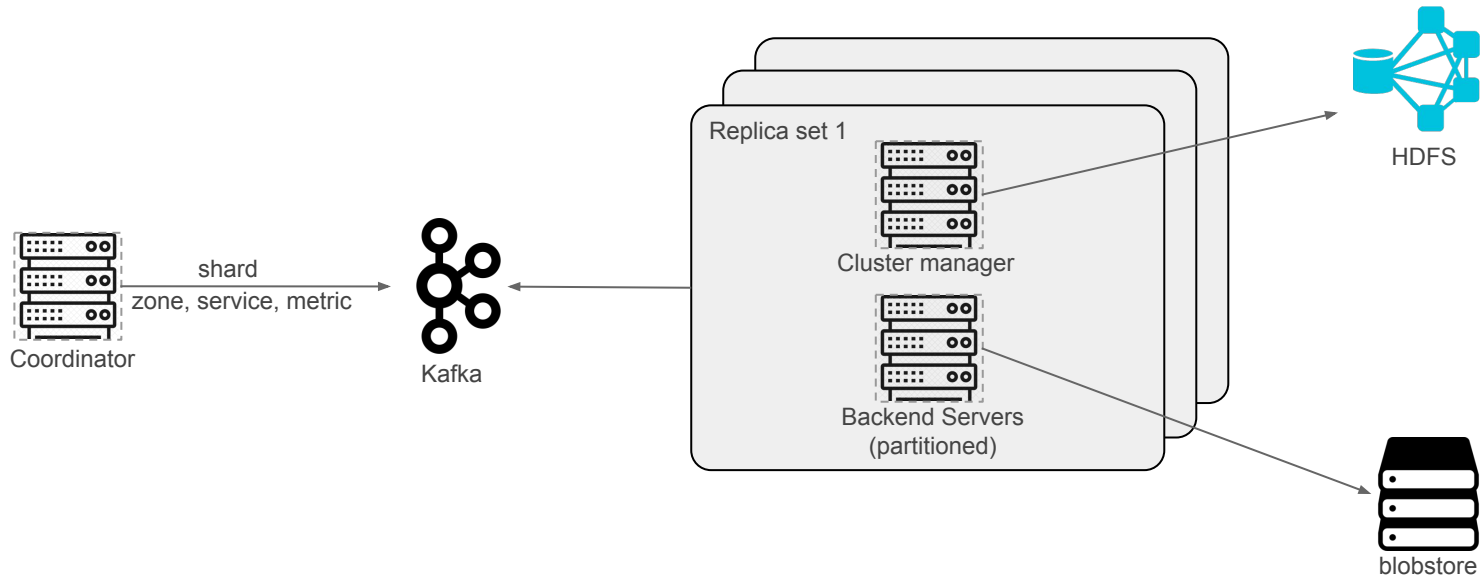 Replica set 1
HDFS
Cluster manager
shard
zone, service, metric
Coordinator
Kafka
Backend Servers
(partitioned)
blobstore